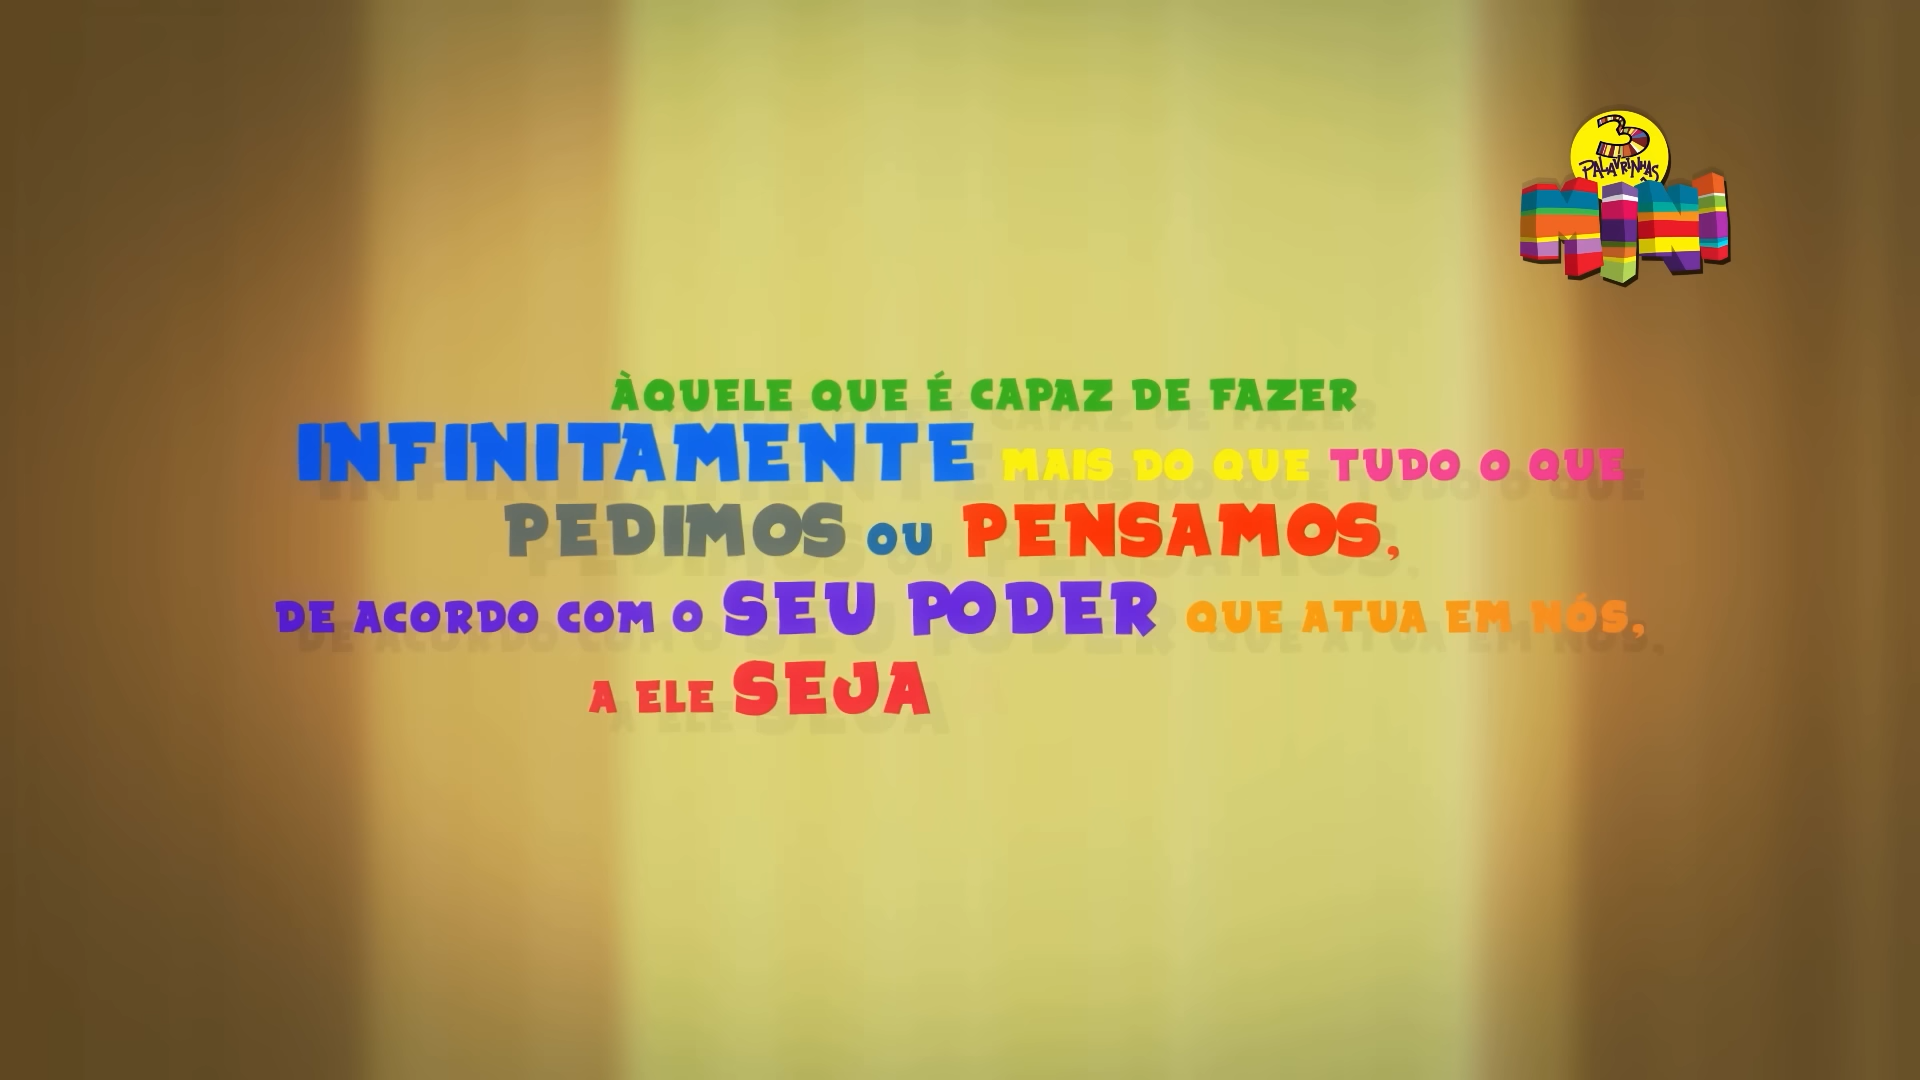 3
PALAVRINHAS
MINI
ÀQUELE QUE É CAPAZ DE FAZER
INFINITAMENTE MAIS DO QUE TUDO O QUE
PEDIMOS OU PENSAMOS,
DE ACORDO COM O SEU PODER QUE ATUA EM NÓS,
A ELE SEJA